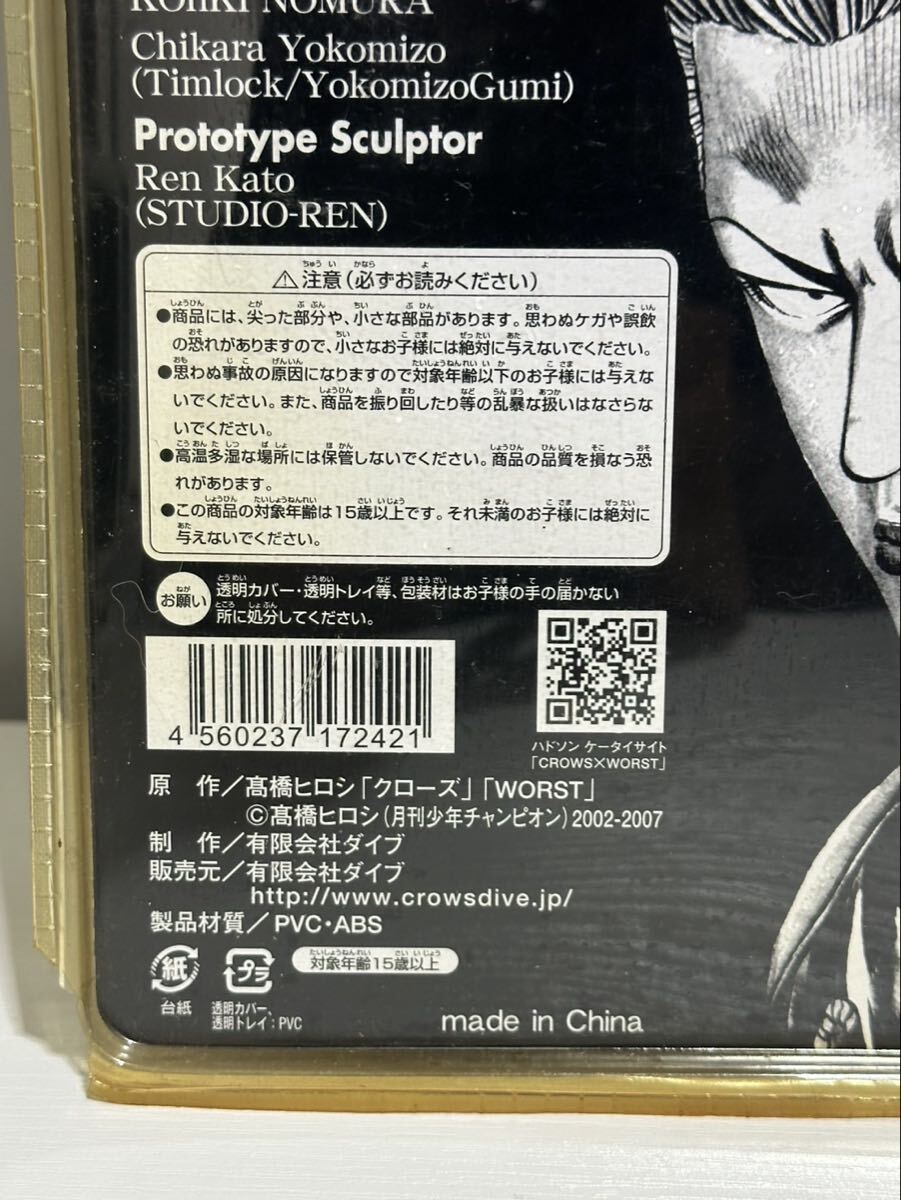 KOHKI NOMURA
Chikara Yokomizo
(Timlock/YokomizoGumi)
Prototype Sculptor
Ren Kato
(STUDIO-REN)
⚠注意(必ずお読みください)
●商品には、尖った部分や、小さな部品があります。思わぬケガや誤飲
の恐れがありますので、小さなお子様には絶対に与えないでください。
●思わぬ事故の原因になりますので対象年齢以下のお子様には与えな
いでください。また、商品を振り回したり等の乱暴な扱いはなさらな
いでください。
●高温多湿な場所には保管しないでください。商品の品質を損なう恐
れがあります。
●この商品の対象年齢は15歳以上です。それ未満のお子様には絶対に
与えないでください。
お願い 透明カバー・透明トレイ等、包装材はお子様の手の届かない
所に処分してください。
4 560237 172421
ハドソン ケータイサイト
「CROWS×WORST」
原 作/髙橋ヒロシ「クローズ」「WORST」
©髙橋ヒロシ(月刊少年チャンピオン)2002-2007
制 作/有限会社ダイブ
販売元/有限会社ダイブ
http://www.crowsdive.jp/
製品材質/PVC・ABS
紙 プラ 対象年齢15歳以上
台紙 透明カバー、
透明トレイ:PVC
made in China